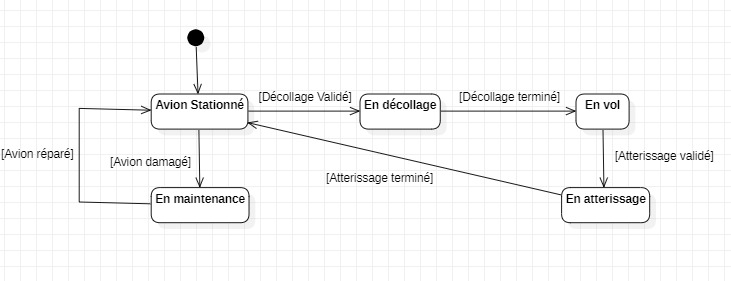 Avion Stationné
[Décollage Validé]
En décollage
[Décollage terminé]
En vol
[Avion réparé]
[Avion damagé]
[Atterissage terminé]
[Atterissage validé]
En maintenance
En atterissage